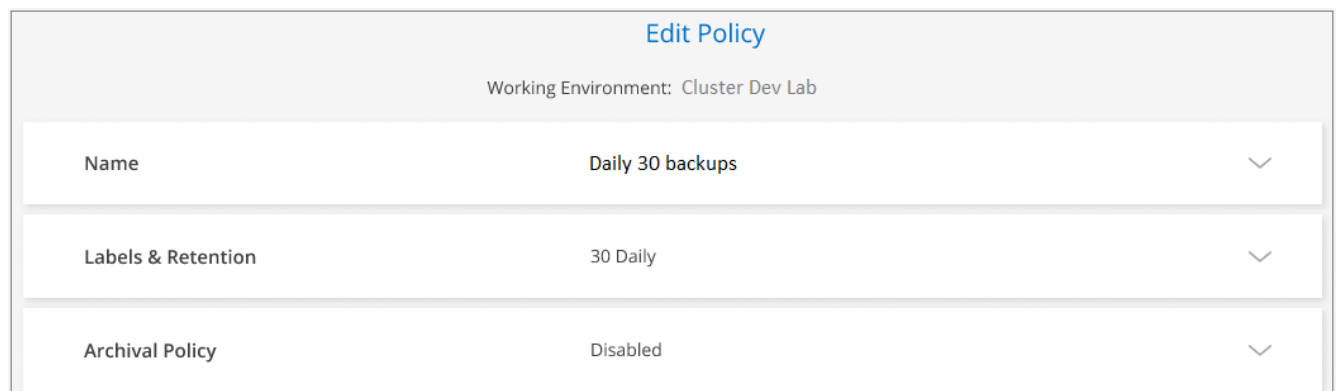 Edit Policy
Working Environment: Cluster Dev Lab
Name Daily 30 backups
Labels & Retention 30 Daily
Archival Policy Disabled